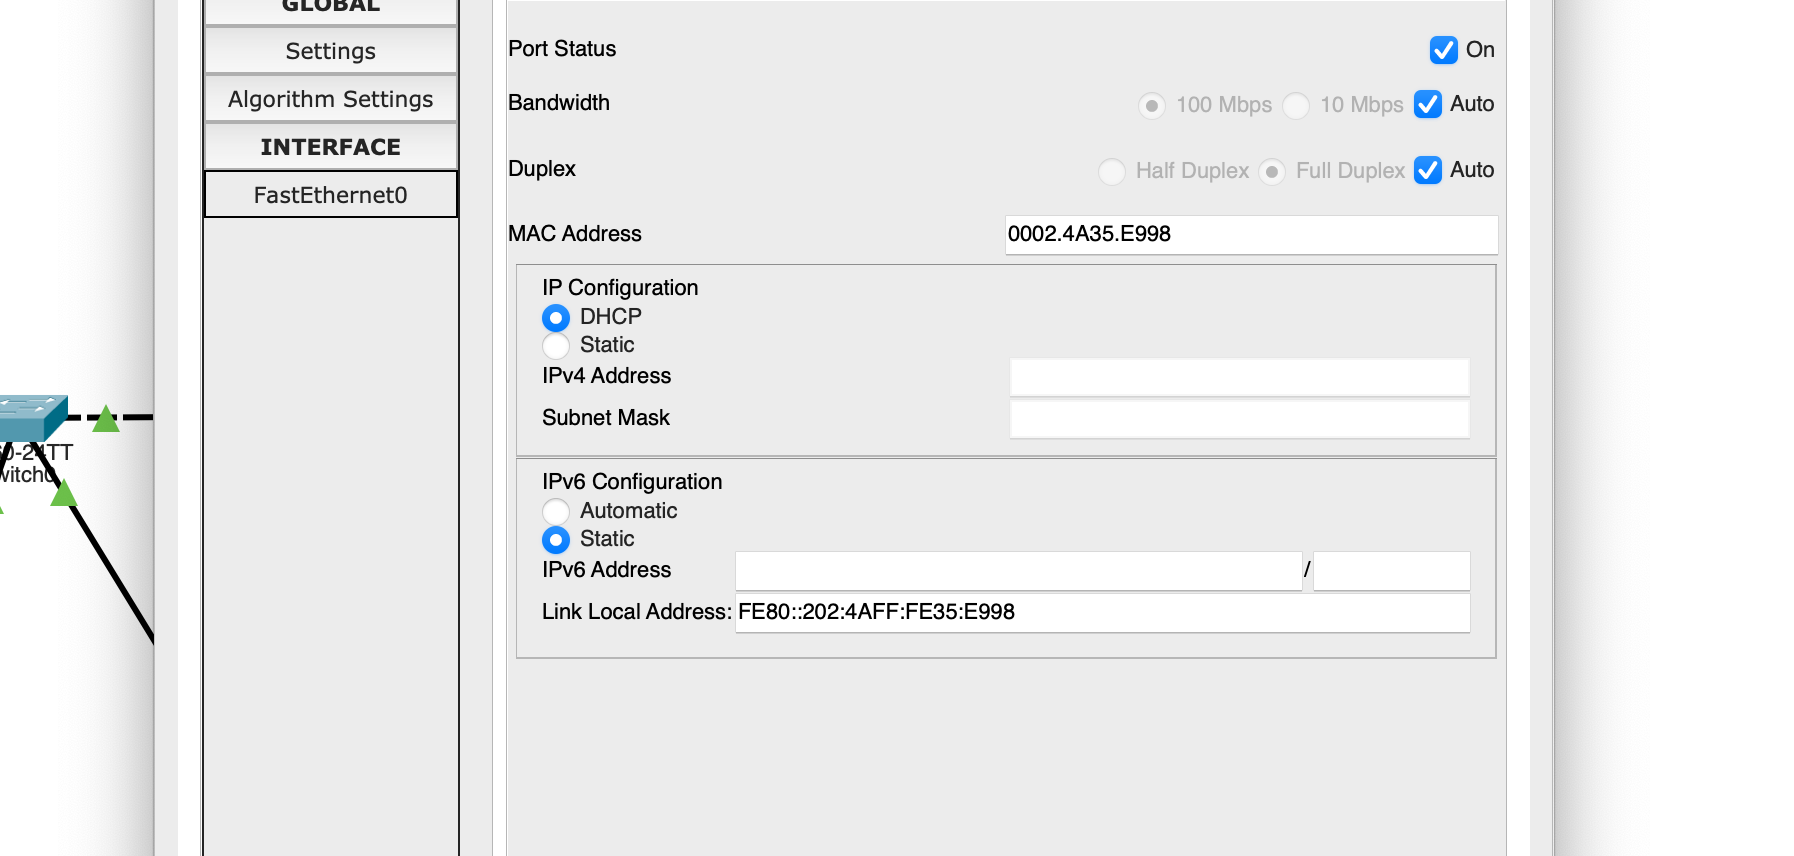 GLOBAL
Settings
Algorithm Settings
INTERFACE
FastEthernet0
Port Status
On
Bandwidth
100 Mbps 10 Mbps Auto
Duplex
Half Duplex Full Duplex Auto
MAC Address
0002.4A35.E998
IP Configuration
DHCP
Static
IPv4 Address
Subnet Mask
IPv6 Configuration
Automatic
Static
IPv6 Address
/
Link Local Address: FE80::202:4AFF:FE35:E998
-24TT
witch0